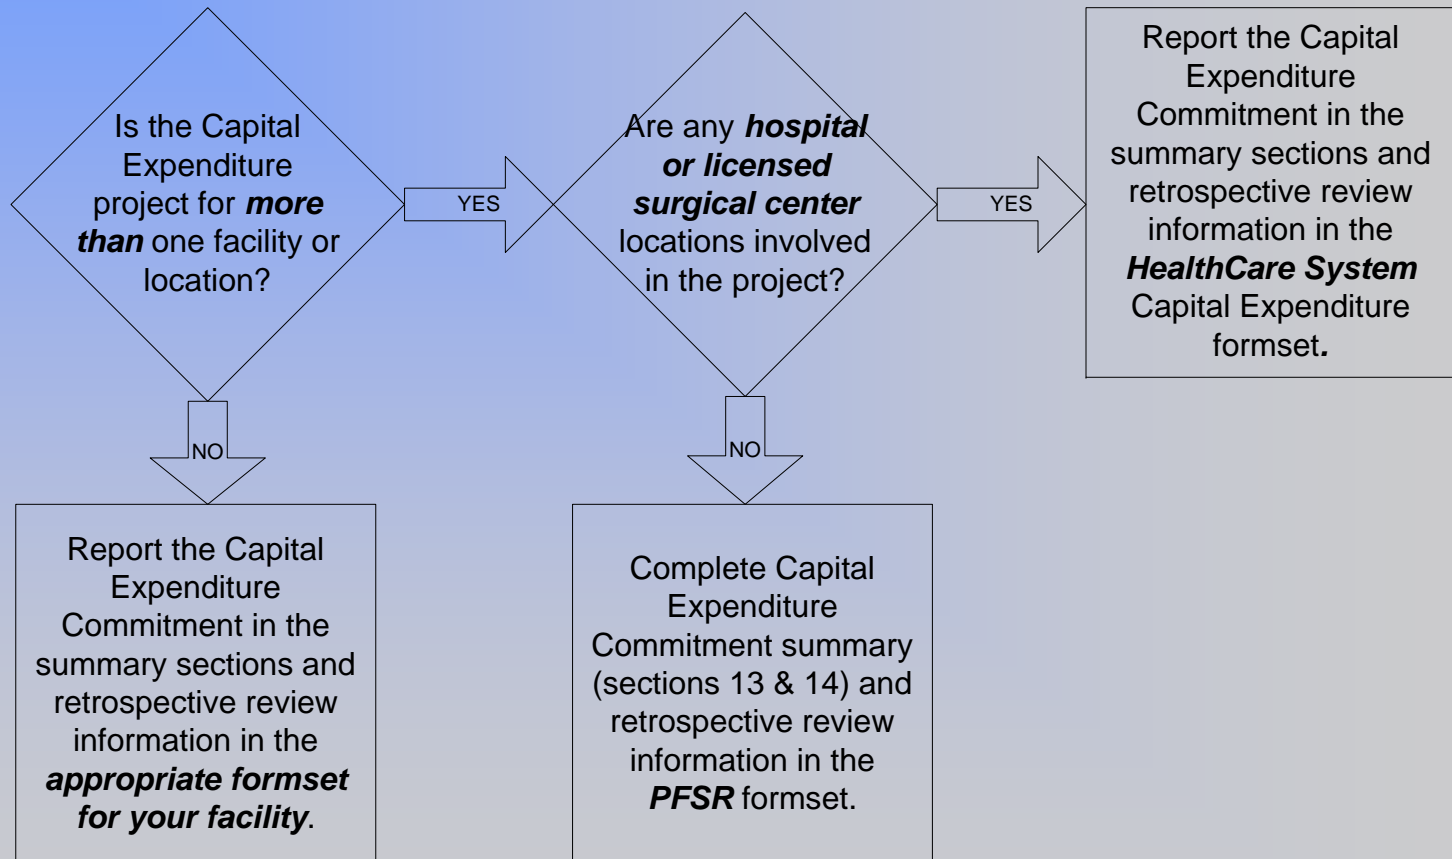 Is the Capital
Expenditure
project for more
than one facility or
location?
YES
Are any hospital
or licensed
surgical center
locations involved
in the project?
YES
Report the Capital
Expenditure
Commitment in the
summary sections and
retrospective review
information in the
HealthCare System
Capital Expenditure
formset.
NO
NO
Report the Capital
Expenditure
Commitment in the
summary sections and
retrospective review
information in the
appropriate formset
for your facility.
Complete Capital
Expenditure
Commitment summary
(sections 13 & 14) and
retrospective review
information in the
PFSR formset.